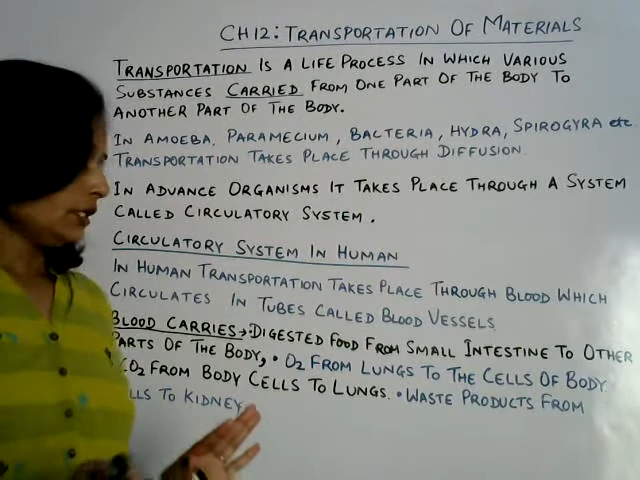 CH12: TRANSPORTATION OF MATERIALS
TRANSPORTATION IS A LIFE PROCESS IN WHICH VARIOUS
SUBSTANCES CARRIED FROM ONE PART OF THE BODY TO
ANOTHER PART OF THE BODY.
IN AMOEBA, PARAMECIUM, BACTERIA, HYDRA, SPIROGYRA etc.
TRANSPORTATION TAKES PLACE THROUGH DIFFUSION
IN ADVANCE ORGANISMS IT TAKES PLACE THROUGH A SYSTEM
CALLED CIRCULATORY SYSTEM.
CIRCULATORY SYSTEM IN HUMAN
IN HUMAN TRANSPORTATION TAKES PLACE THROUGH BLOOD WHICH
CIRCULATES IN TUBES CALLED BLOOD VESSELS
BLOOD CARRIES → DIGESTED FOOD FROM SMALL INTESTINE TO OTHER
PARTS OF THE BODY, • O2 FROM LUNGS TO THE CELLS OF BODY
CO2 FROM BODY CELLS TO LUNGS. • WASTE PRODUCTS FROM
LLS TO KIDNEY